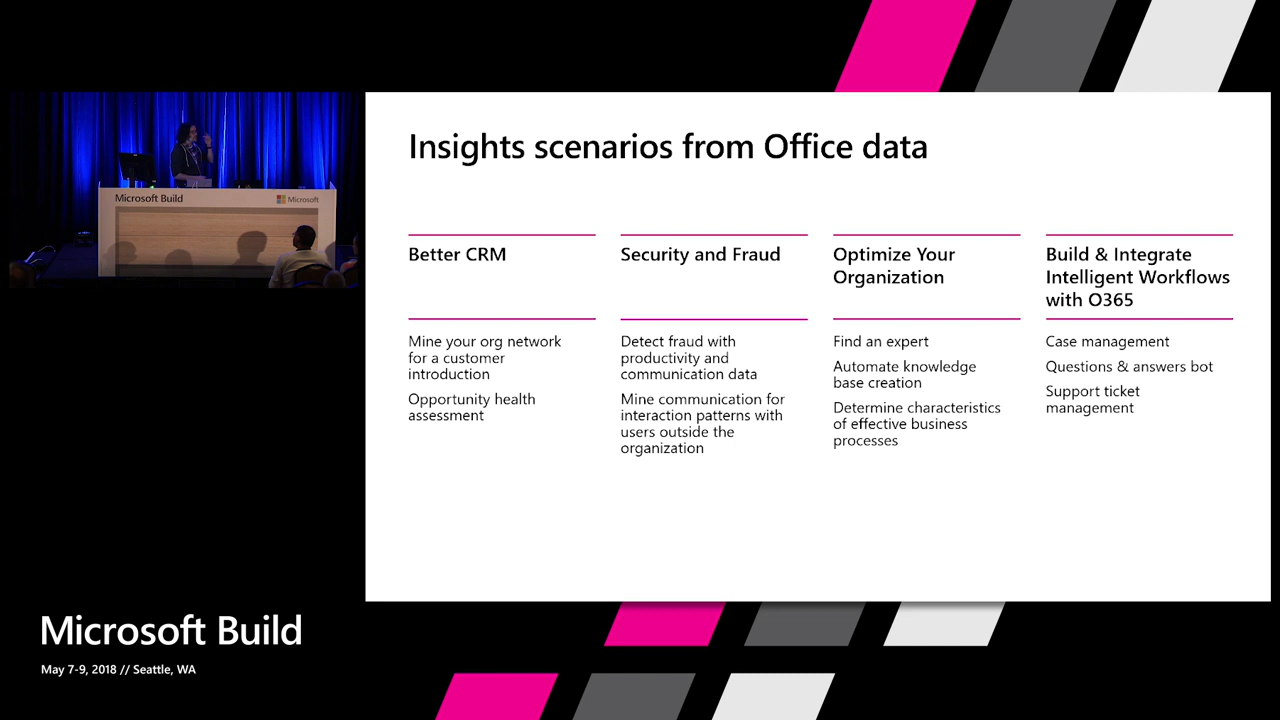 Insights scenarios from Office data
Better CRM
Mine your org network
for a customer
introduction
Opportunity health
assessment
Security and Fraud
Detect fraud with
productivity and
communication data
Mine communication for
interaction patterns with
users outside the
organization
Optimize Your
Organization
Find an expert
Automate knowledge
base creation
Determine characteristics
of effective business
processes
Build & Integrate
Intelligent Workflows
with O365
Case management
Questions & answers bot
Support ticket
management
Microsoft Build
Microsoft
Microsoft Build
May 7-9, 2018 // Seattle, WA